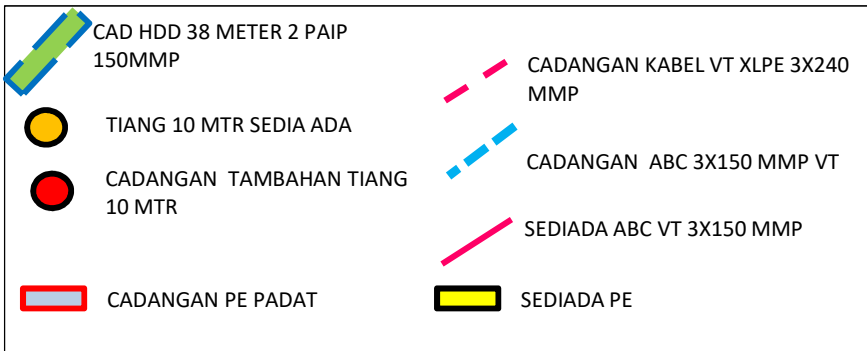 CAD HDD 38 METER 2 PAIP
150MMP
TIANG 10 MTR SEDIA ADA
CADANGAN TAMBAHAN TIANG
10 MTR
CADANGAN PE PADAT
CADANGAN KABEL VT XLPE 3X240
MMP
CADANGAN ABC 3X150 MMP VT
SEDIADA ABC VT 3X150 MMP
SEDIADA PE